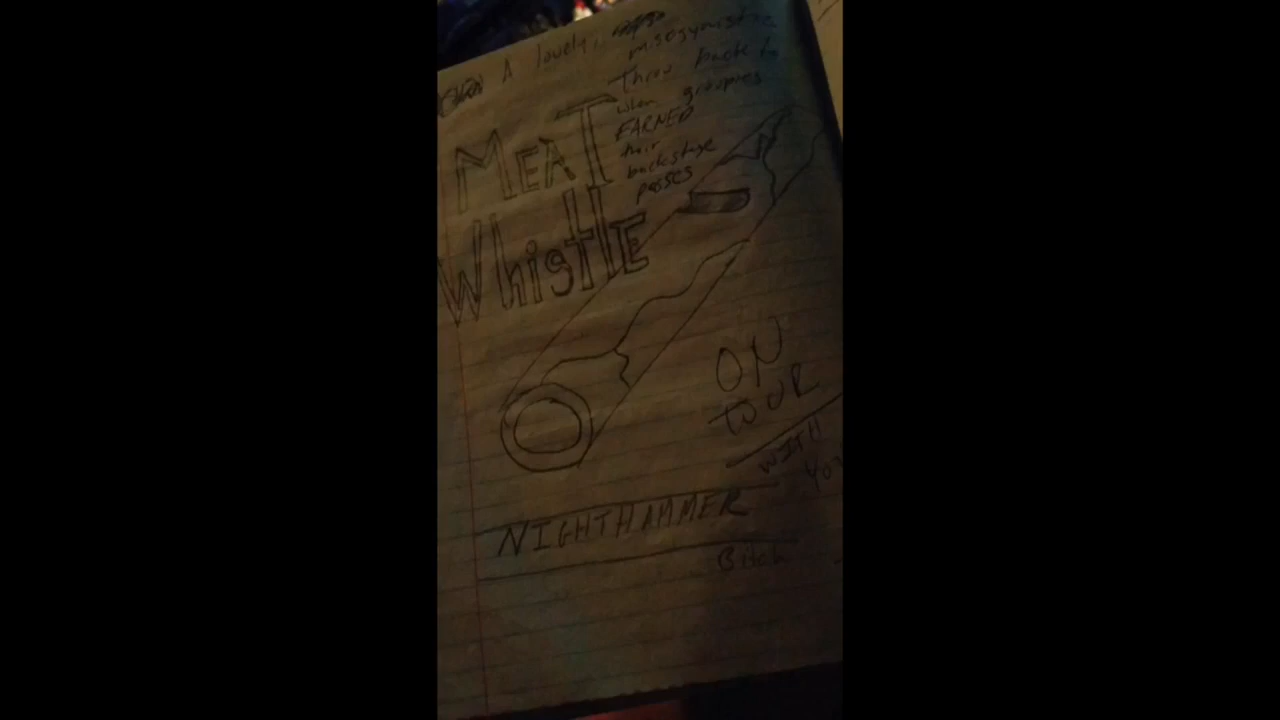 A lovely,
misogynistic
Throw back to
when groupies
EARNED
their
backstage
passes
MEAT
WhistlE
ON
TOUR
WITH
YOU
NIGHTHAMMER
Bitch